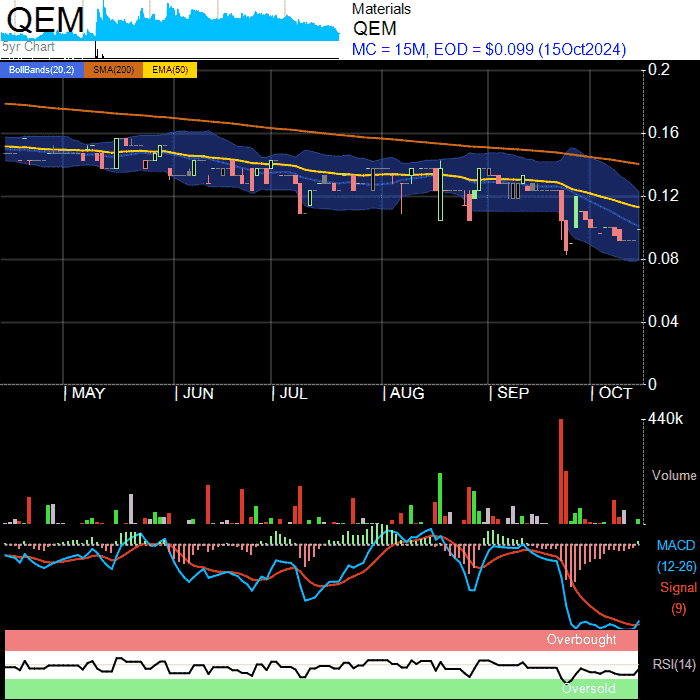 QEM
5yr Chart
Materials
QEM
MC = 15M, EOD = $0.099 (15Oct2024)
BollBands(20,2) SMA(200) EMA(50)
0.2
0.16
0.12
0.08
0.04
0
MAY JUN JUL AUG SEP OCT
440k
Volume
MACD
(12-26)
Signal
(9)
Overbought
RSI(14)
Oversold